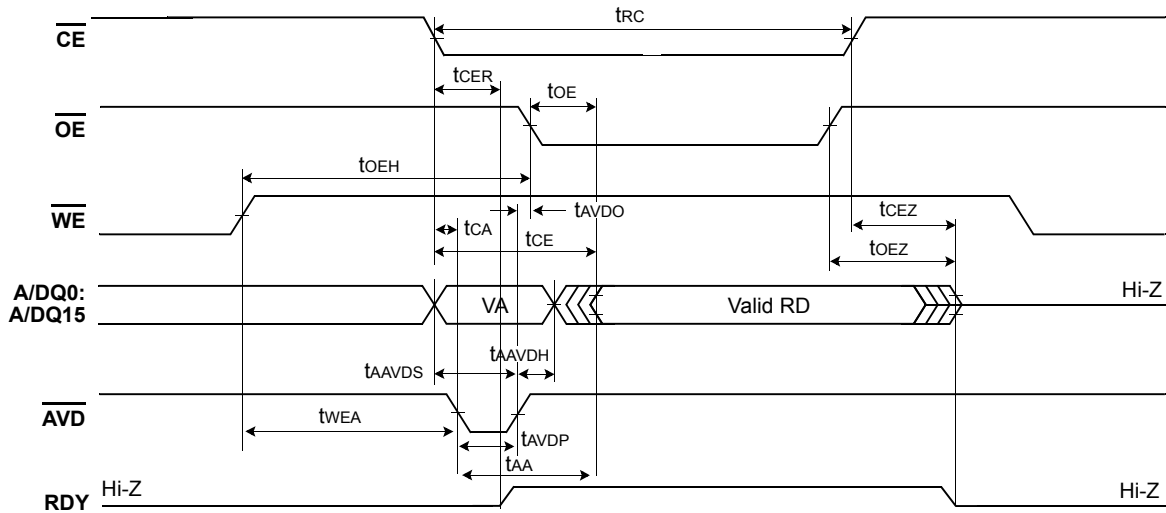 tRC
CE
tCER
tOE
OE
tOEH
WE
tAVDO
tCEZ
tCA
tCE
tOEZ
A/DQ0:
A/DQ15
VA
Valid RD
Hi-Z
tAAVDH
tAAVDS
AVD
tWEA
tAVDP
tAA
RDY
Hi-Z
Hi-Z